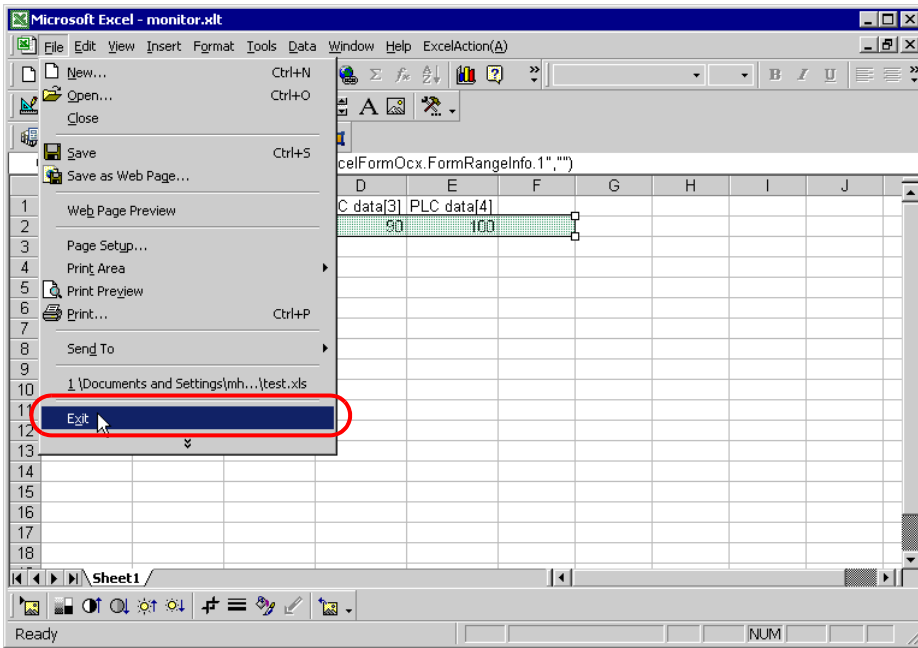 Microsoft Excel - monitor.xlt
File Edit View Insert Format Tools Data Window Help ExcelAction(A)
New... Ctrl+N
Open... Ctrl+O
Close
Save Ctrl+S
Save as Web Page...
Web Page Preview
Page Setup...
Print Area
Print Preview
Print... Ctrl+P
Send To
1 \Documents and Settings\mh...\test.xls
Exit
B I U
A
celFormOcx.FormRangeInfo.1","")
D E F G H I J
1 C data[3] PLC data[4]
2 90 100
3
4
5
6
7
8
9
10
11
12
13
14
15
16
17
18
Sheet1
Ready NUM